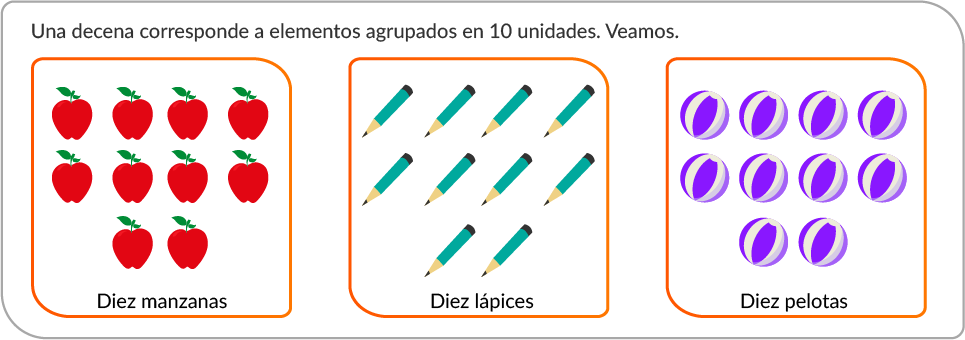 Una decena corresponde a elementos agrupados en 10 unidades. Veamos.
Diez manzanas
Diez lápices
Diez pelotas